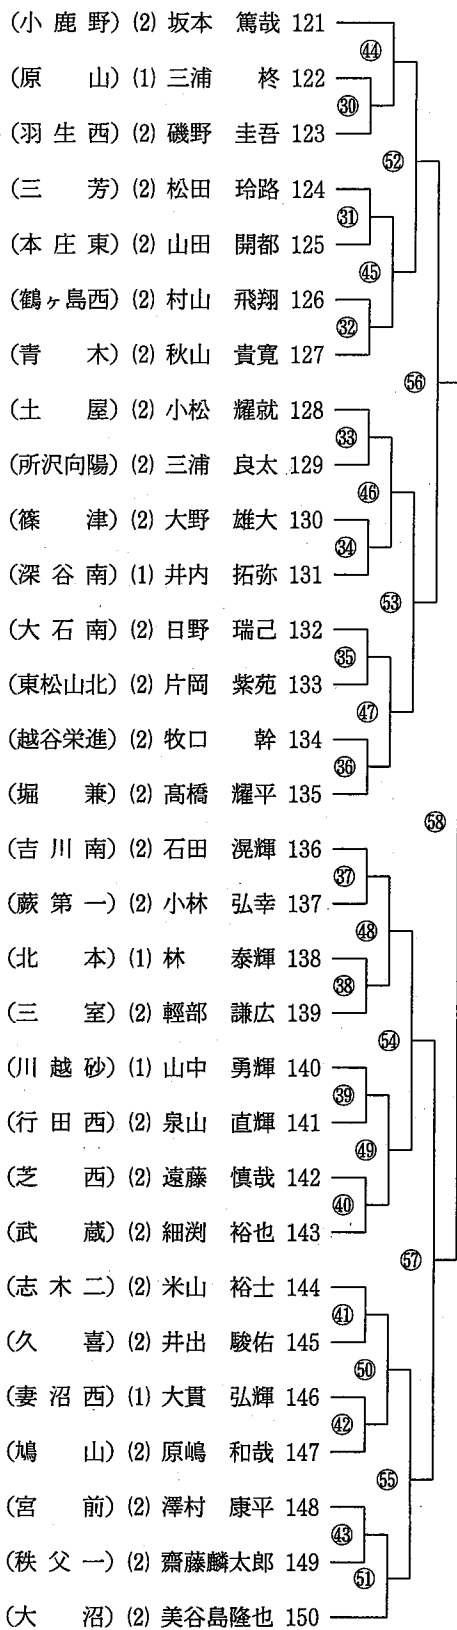 (小鹿野) (2) 坂本 篤哉 121
(原 山) (1) 三浦 柊 122
(羽生西) (2) 磯野 圭吾 123
(三 芳) (2) 松田 玲路 124
(本庄東) (2) 山田 開都 125
(鶴ヶ島西) (2) 村山 飛翔 126
(青 木) (2) 秋山 貴寛 127
(土 屋) (2) 小松 耀就 128
(所沢向陽) (2) 三浦 良太 129
(篠 津) (2) 大野 雄大 130
(深谷南) (1) 井内 拓弥 131
(大石南) (2) 日野 瑞己 132
(東松山北) (2) 片岡 紫苑 133
(越谷栄進) (2) 牧口 幹 134
(堀 兼) (2) 髙橋 耀平 135
(吉川南) (2) 石田 滉輝 136
(蕨第一) (2) 小林 弘幸 137
(北 本) (1) 林 泰輝 138
(三 室) (2) 輕部 謙広 139
(川越砂) (1) 山中 勇輝 140
(行田西) (2) 泉山 直輝 141
(芝 西) (2) 遠藤 慎哉 142
(武 蔵) (2) 細渕 裕也 143
(志木二) (2) 米山 裕士 144
(久 喜) (2) 井出 駿佑 145
(妻沼西) (1) 大貫 弘輝 146
(鳩 山) (2) 原嶋 和哉 147
(宮 前) (2) 澤村 康平 148
(秩父一) (2) 齋藤麟太郎 149
(大 沼) (2) 美谷島隆也 150
㊹
㉚
52
㉛
㊺
㉜
56
㉝
㊻
㉞
53
㉟
㊼
㊱
58
㊲
㊽
㊳
54
㊴
㊾
㊵
57
㊶
㊿
㊷
55
㊸
51